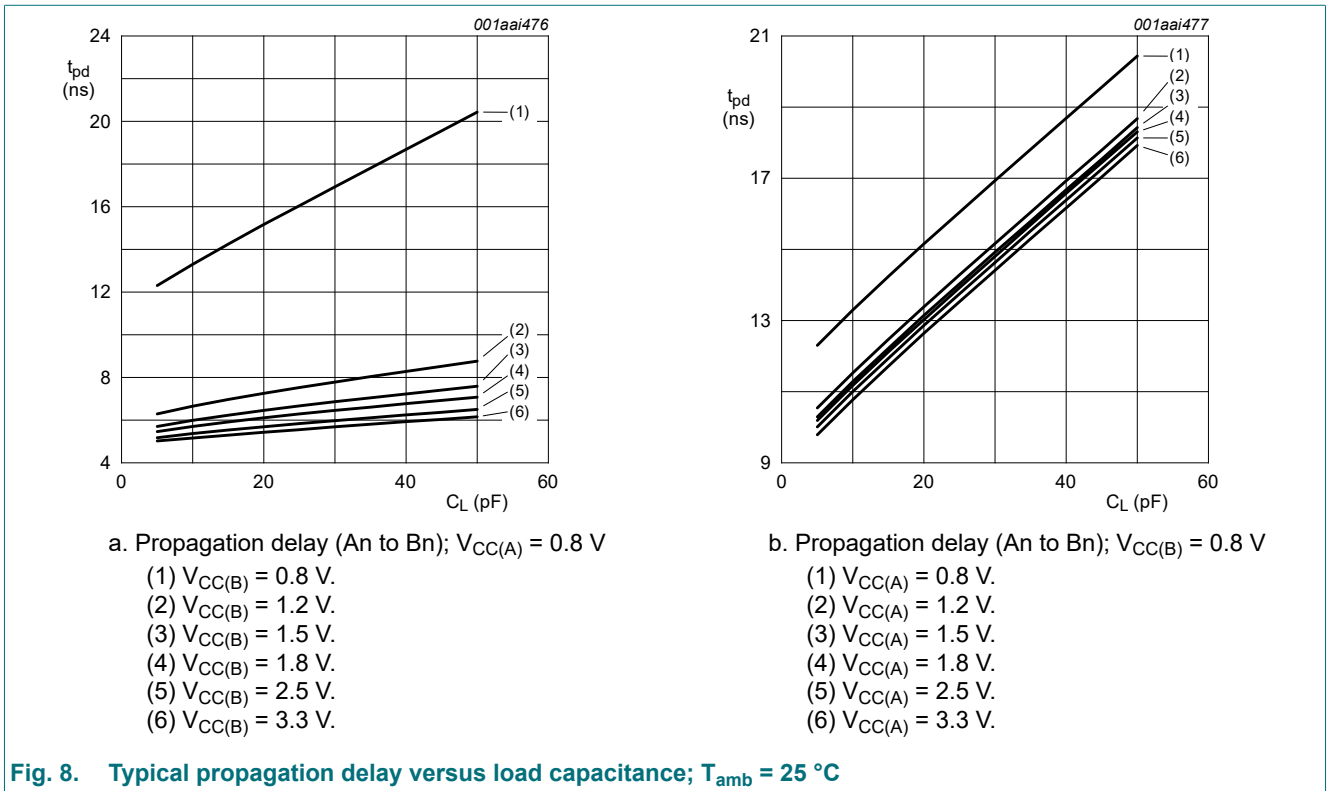 001aai476
24
20
16
12
8
4
tpd
(ns)
(1)
(2)
(3)
(4)
(5)
(6)
0
20
40
60
CL (pF)
a. Propagation delay (An to Bn); VCC(A) = 0.8 V
(1) VCC(B) = 0.8 V.
(2) VCC(B) = 1.2 V.
(3) VCC(B) = 1.5 V.
(4) VCC(B) = 1.8 V.
(5) VCC(B) = 2.5 V.
(6) VCC(B) = 3.3 V.
001aai477
21
17
13
9
tpd
(ns)
(1)
(2)
(3)
(4)
(5)
(6)
0
20
40
60
CL (pF)
b. Propagation delay (An to Bn); VCC(B) = 0.8 V
(1) VCC(A) = 0.8 V.
(2) VCC(A) = 1.2 V.
(3) VCC(A) = 1.5 V.
(4) VCC(A) = 1.8 V.
(5) VCC(A) = 2.5 V.
(6) VCC(A) = 3.3 V.
Fig. 8. Typical propagation delay versus load capacitance; Tamb = 25 °C